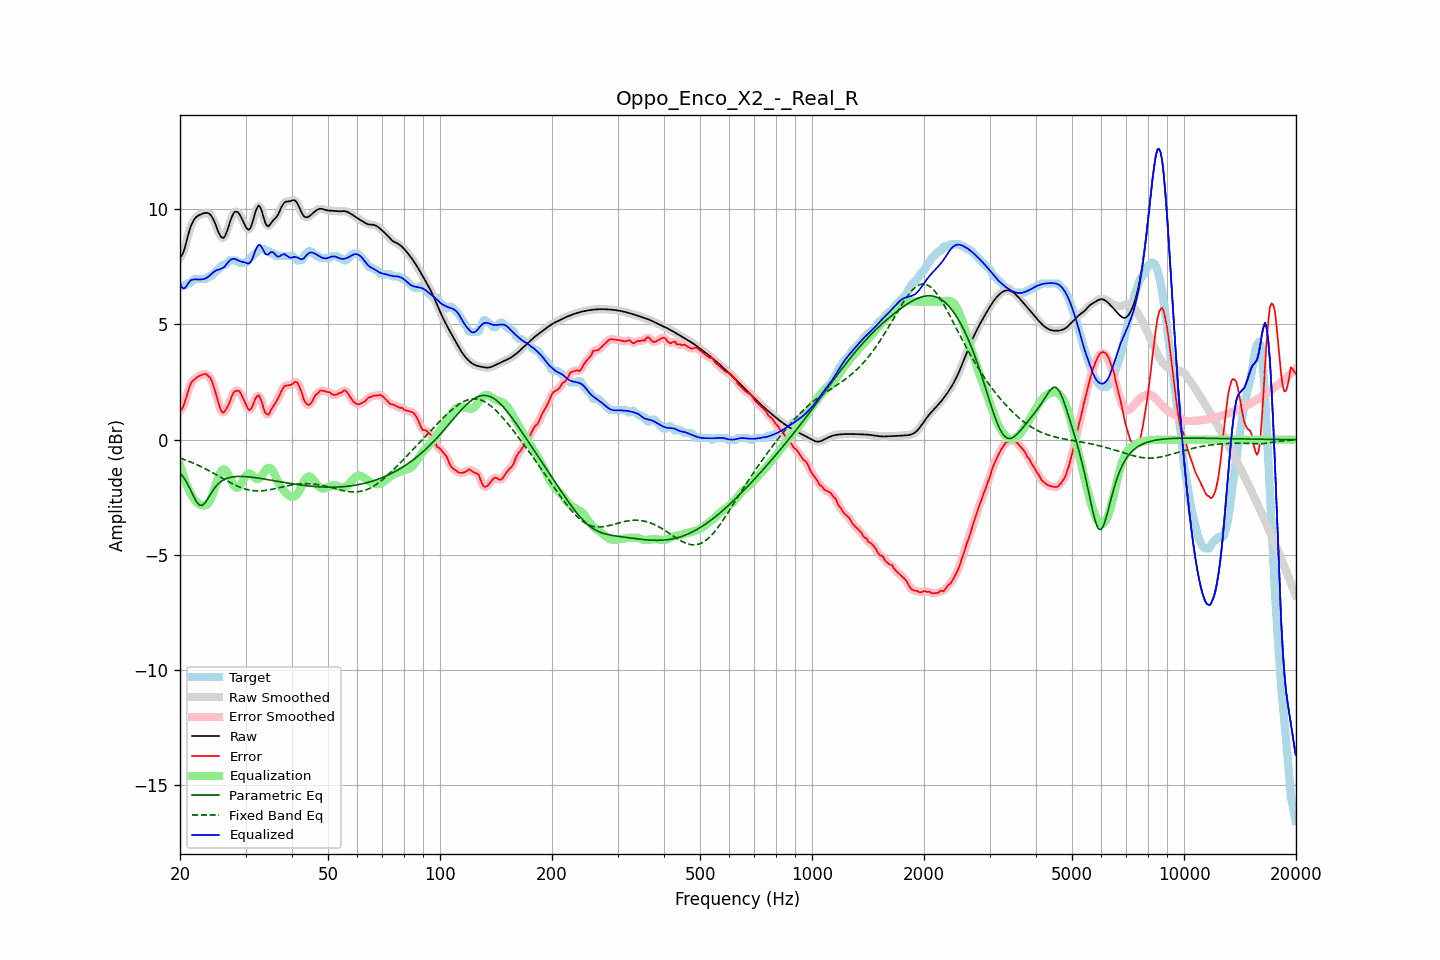 Oppo_Enco_X2_-_Real_R
Amplitude (dBr)
10
5
0
−5
−10
−15
Target
Raw Smoothed
Error Smoothed
Raw
Error
Equalization
Parametric Eq
Fixed Band Eq
Equalized
20 50 100 200 500 1000 2000 5000 10000 20000
Frequency (Hz)